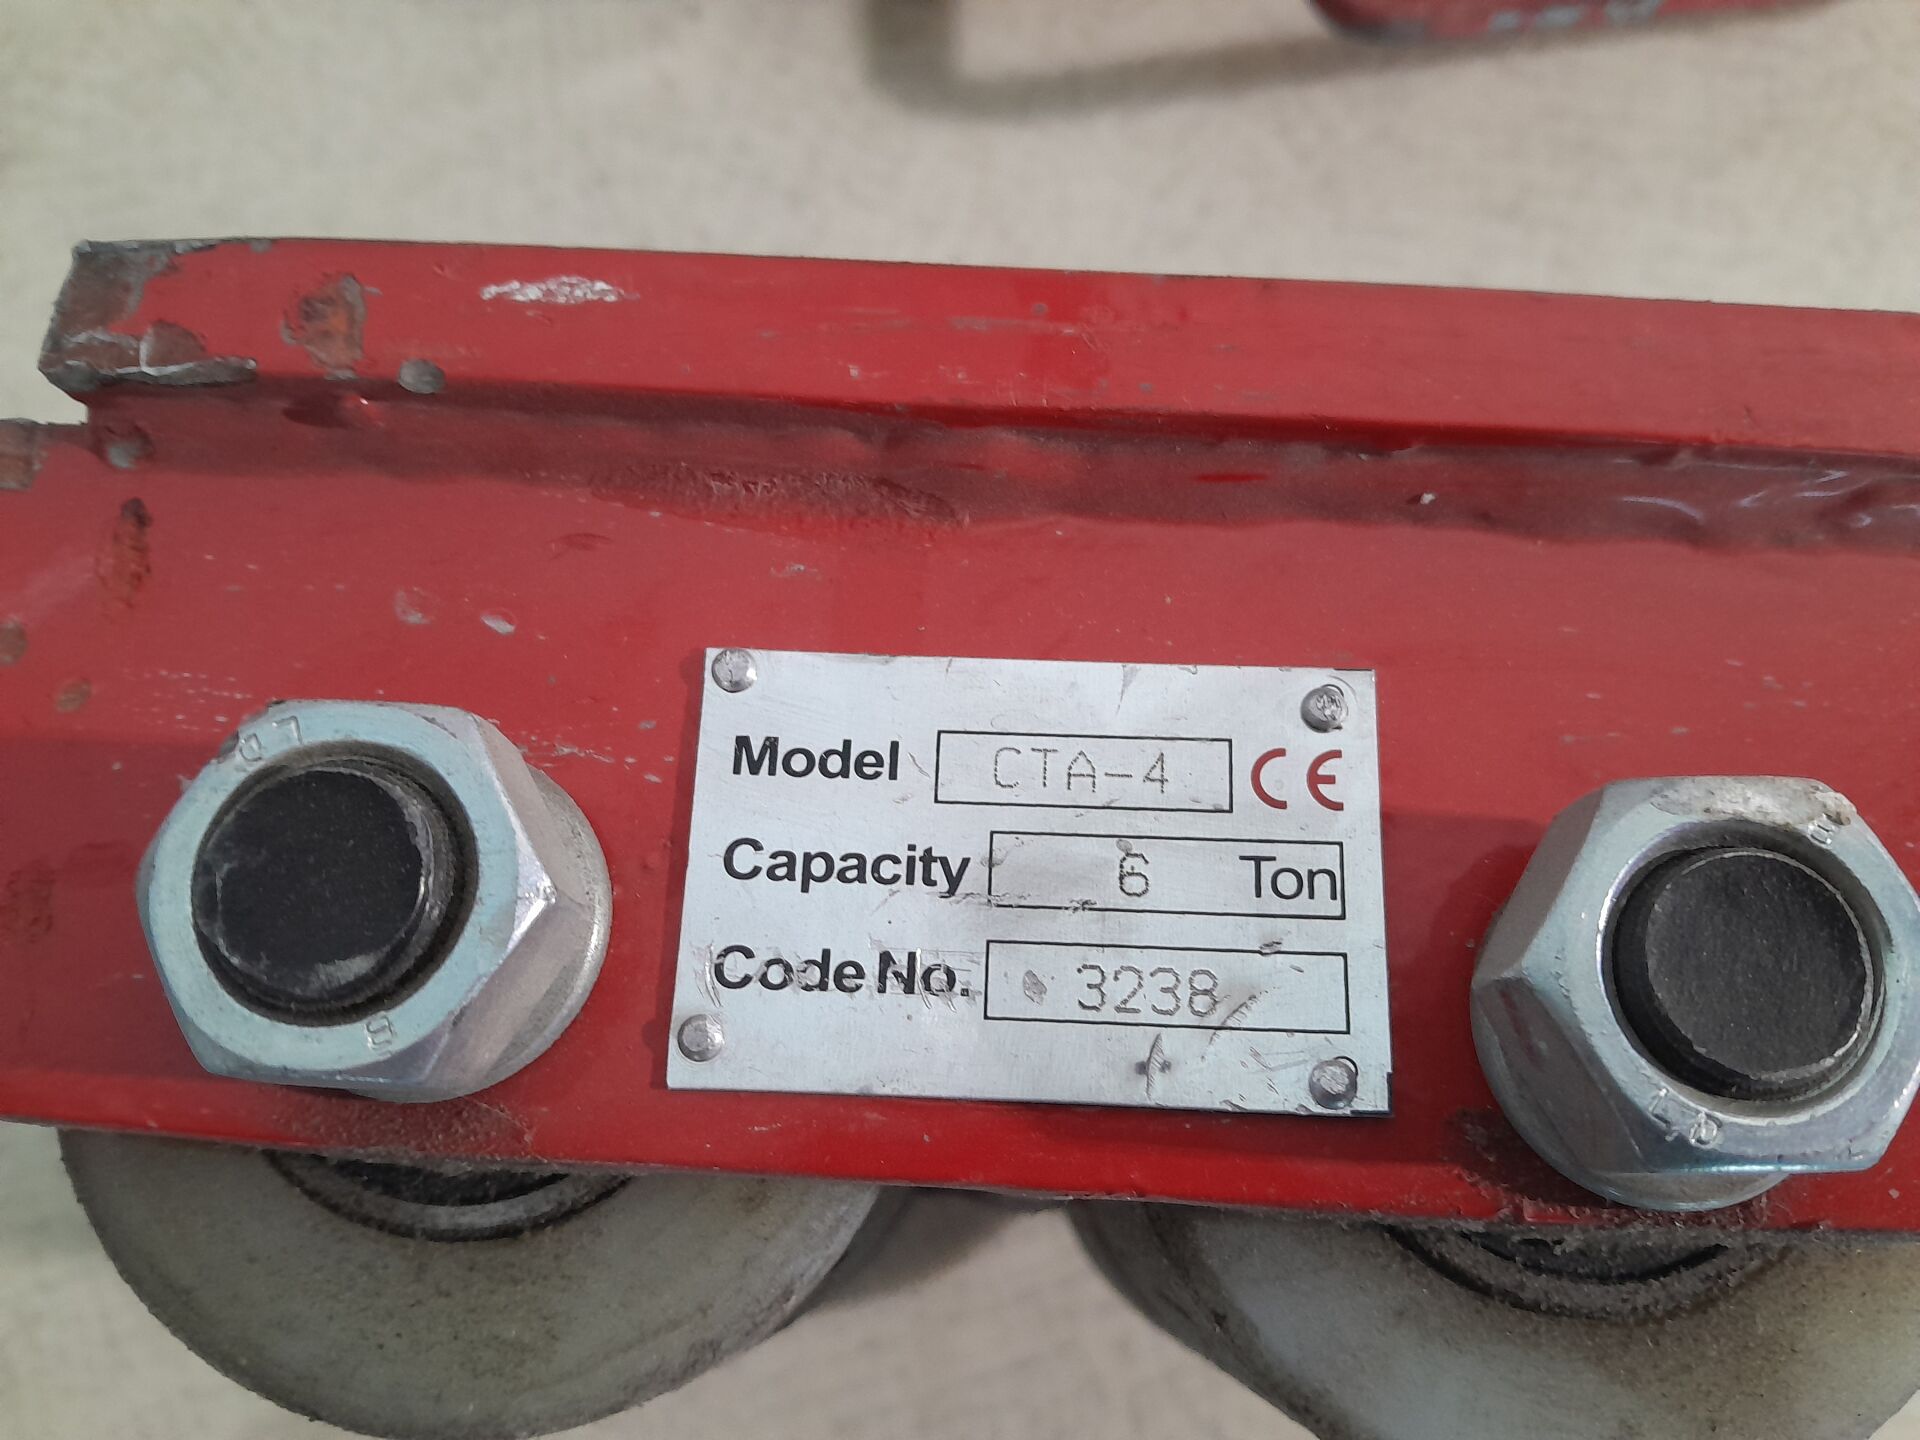 Model CTA-4 CE
Capacity 6 Ton
Code No. 3238